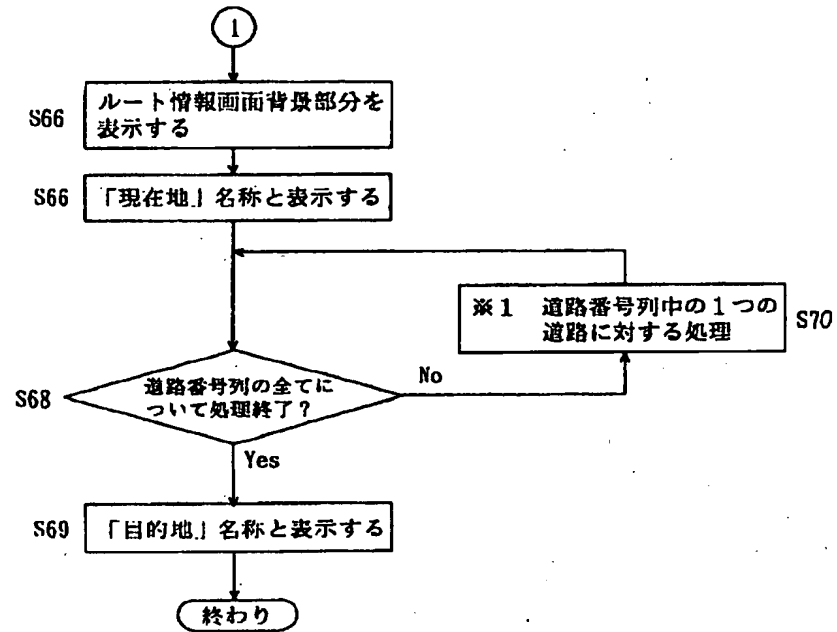 1
S66
ルート情報画面背景部分を
表示する
S66
「現在地」名称と表示する
※1 道路番号列中の1つの
道路に対する処理
S70
S68
道路番号列の全てに
ついて処理終了?
No
Yes
S69
「目的地」名称と表示する
終わり